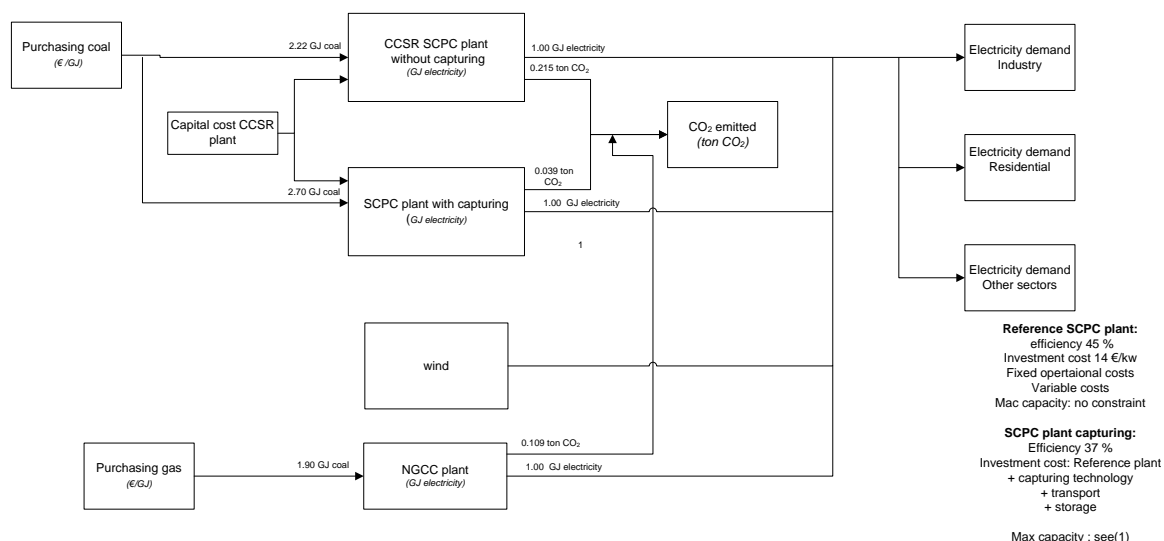 Purchasing coal
(€ /GJ)
2.22 GJ coal
CCSR SCPC plant
without capturing
(GJ electricity)
1.00 GJ electricity
0.215 ton CO₂
Electricity demand
Industry
Capital cost CCSR
plant
CO₂ emitted
(ton CO₂)
2.70 GJ coal
SCPC plant with capturing
(GJ electricity)
0.039 ton
CO₂
1.00 GJ electricity
1
Electricity demand
Residential
Electricity demand
Other sectors
wind
Purchasing gas
(€/GJ)
1.90 GJ coal
NGCC plant
(GJ electricity)
0.109 ton CO₂
1.00 GJ electricity
Reference SCPC plant:
efficiency 45 %
Investment cost 14 €/kw
Fixed opertaional costs
Variable costs
Mac capacity: no constraint
SCPC plant capturing:
Efficiency 37 %
Investment cost: Reference plant
+ capturing technology
+ transport
+ storage
Max capacity : see(1)